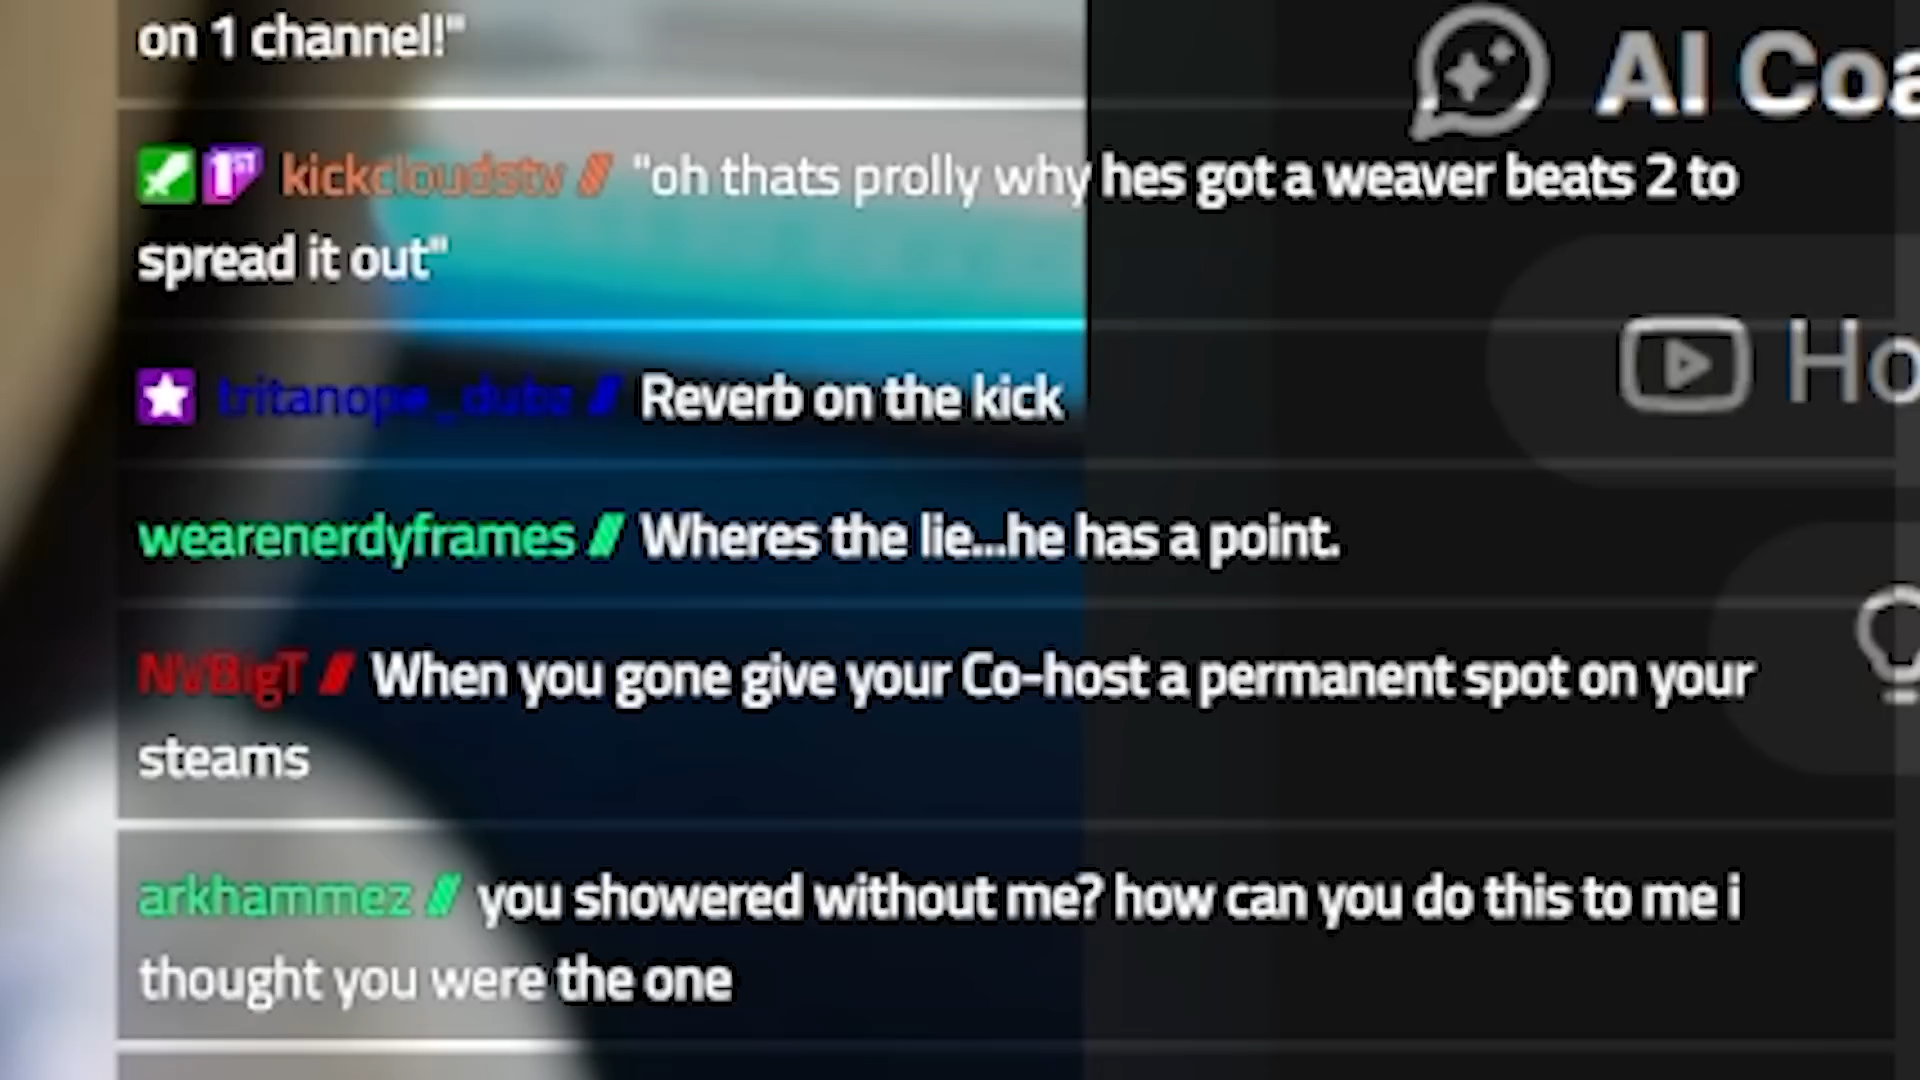 on 1 channel!"
AI Coa
1ST kickcloudstv // "oh thats prolly why hes got a weaver beats 2 to
spread it out"
Ho
tritanope_dubz // Reverb on the kick
wearenerdyframes // Wheres the lie...he has a point.
NVBigT // When you gone give your Co-host a permanent spot on your
steams
arkhammez // you showered without me? how can you do this to me i
thought you were the one